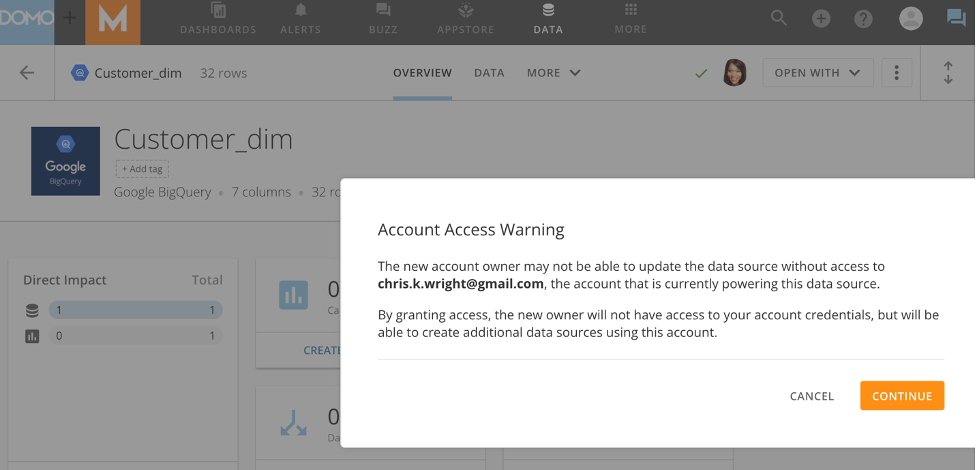 DOMO
DASHBOARDS ALERTS BUZZ APPSTORE DATA MORE
Customer_dim 32 rows OVERVIEW DATA MORE OPEN WITH
Google
BigQuery
Customer_dim
+ Add tag
Google BigQuery • 7 columns • 32 ro
Account Access Warning
The new account owner may not be able to update the data source without access to
chris.k.wright@gmail.com, the account that is currently powering this data source.
By granting access, the new owner will not have access to your account credentials, but will be
able to create additional data sources using this account.
CANCEL CONTINUE
Direct Impact Total
1 1
0 1
0
Ca
CREATE
0
Da